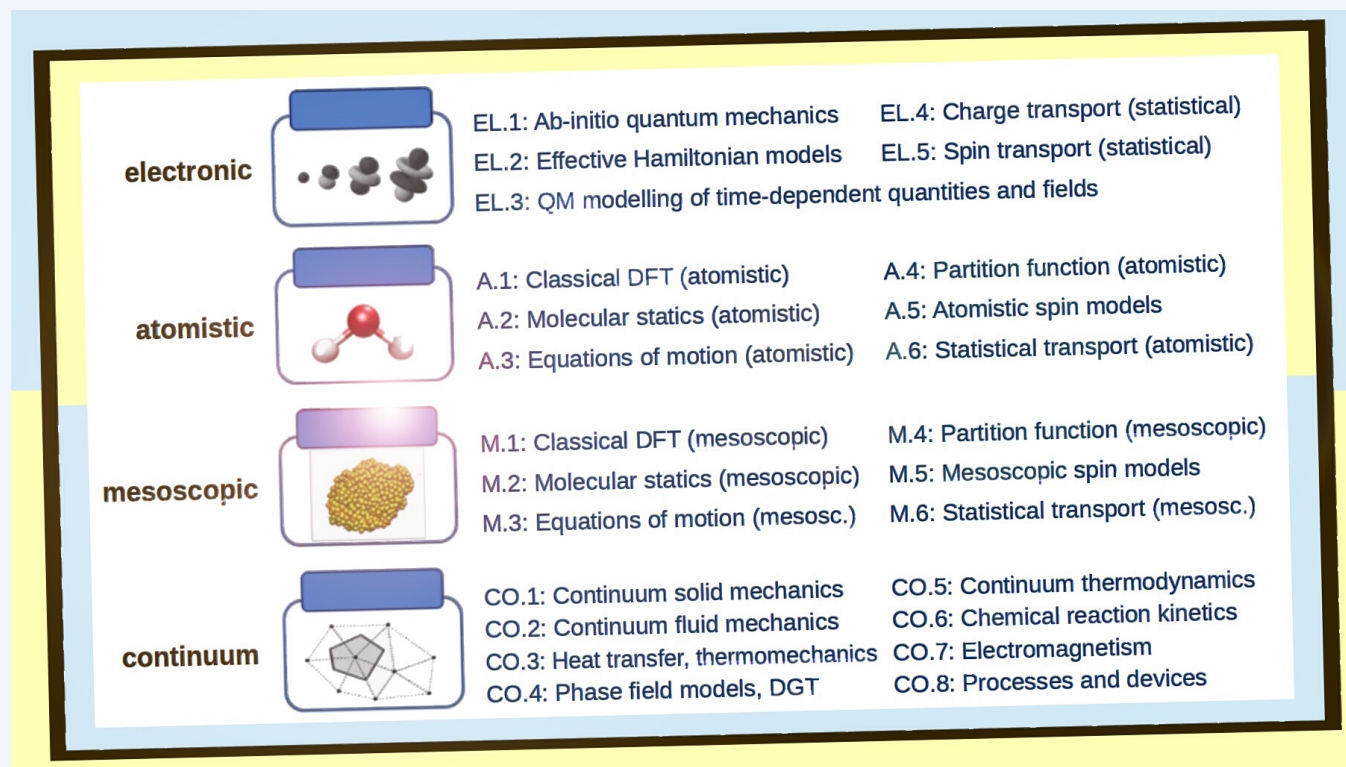 electronic
EL.1: Ab-initio quantum mechanics
EL.2: Effective Hamiltonian models
EL.3: QM modelling of time-dependent quantities and fields
EL.4: Charge transport (statistical)
EL.5: Spin transport (statistical)
atomistic
A.1: Classical DFT (atomistic)
A.2: Molecular statics (atomistic)
A.3: Equations of motion (atomistic)
A.4: Partition function (atomistic)
A.5: Atomistic spin models
A.6: Statistical transport (atomistic)
mesoscopic
M.1: Classical DFT (mesoscopic)
M.2: Molecular statics (mesoscopic)
M.3: Equations of motion (mesosc.)
M.4: Partition function (mesoscopic)
M.5: Mesoscopic spin models
M.6: Statistical transport (mesosc.)
continuum
CO.1: Continuum solid mechanics
CO.2: Continuum fluid mechanics
CO.3: Heat transfer, thermomechanics
CO.4: Phase field models, DGT
CO.5: Continuum thermodynamics
CO.6: Chemical reaction kinetics
CO.7: Electromagnetism
CO.8: Processes and devices